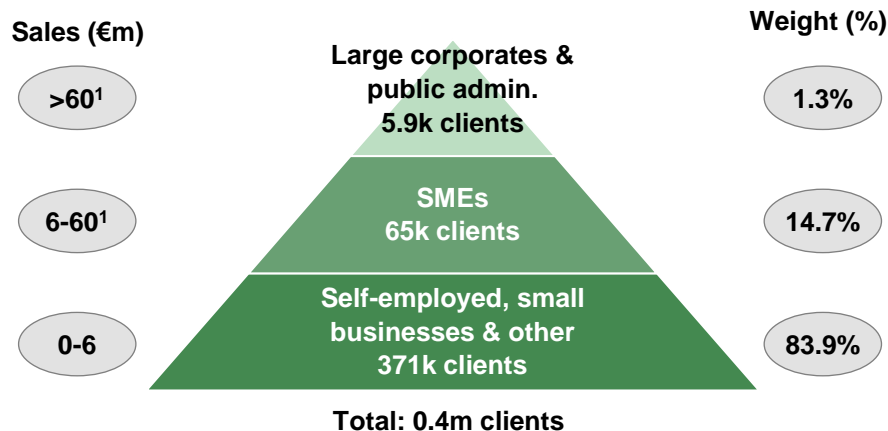 Sales (€m)
Weight (%)
Large corporates &
public admin.
5.9k clients
>60¹
1.3%
SMEs
65k clients
6-60¹
14.7%
Self-employed, small
businesses & other
371k clients
0-6
83.9%
Total: 0.4m clients